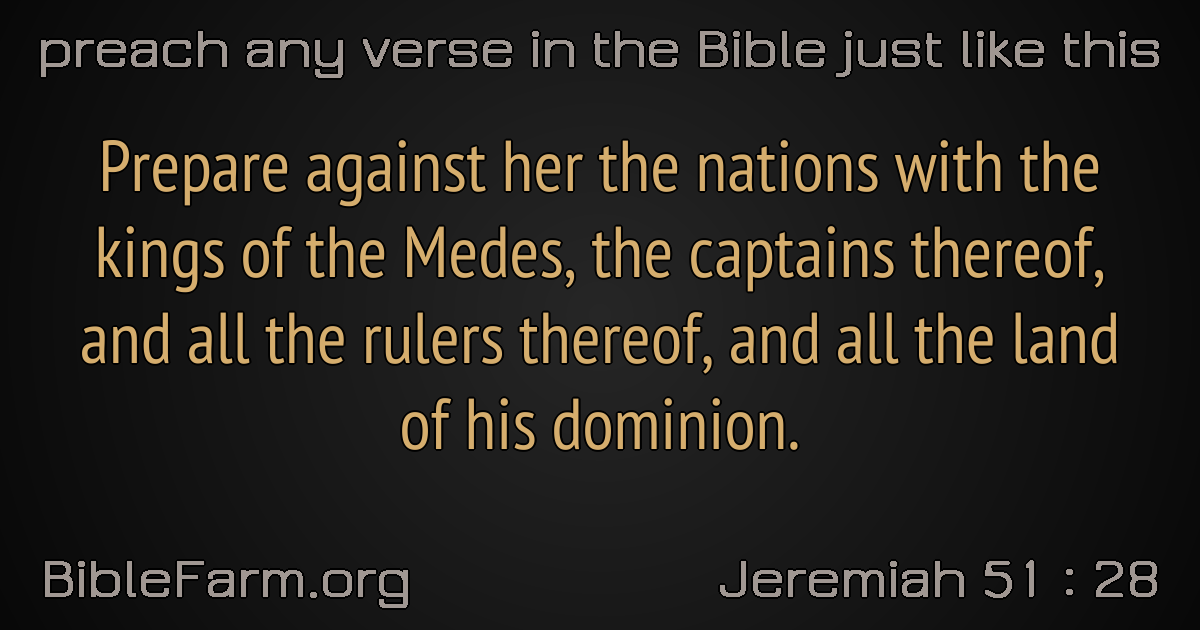 preach any verse in the Bible just like this
Prepare against her the nations with the
kings of the Medes, the captains thereof,
and all the rulers thereof, and all the land
of his dominion.
BibleFarm.org
Jeremiah 51 : 28